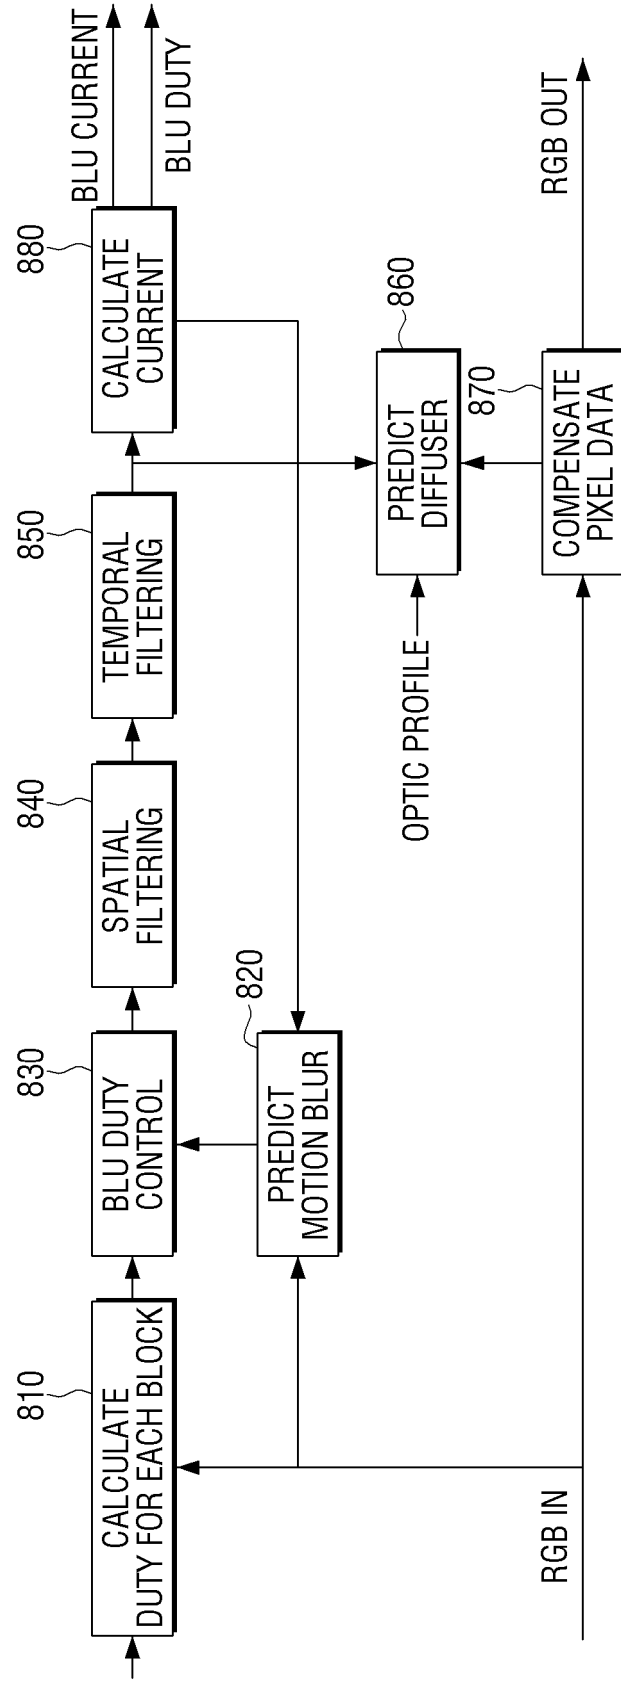 810
CALCULATE
DUTY FOR EACH BLOCK
830
BLU DUTY
CONTROL
840
SPATIAL
FILTERING
850
TEMPORAL
FILTERING
880
CALCULATE
CURRENT
BLU CURRENT
BLU DUTY
820
PREDICT
MOTION BLUR
OPTIC PROFILE
860
PREDICT
DIFFUSER
RGB IN
870
COMPENSATE
PIXEL DATA
RGB OUT